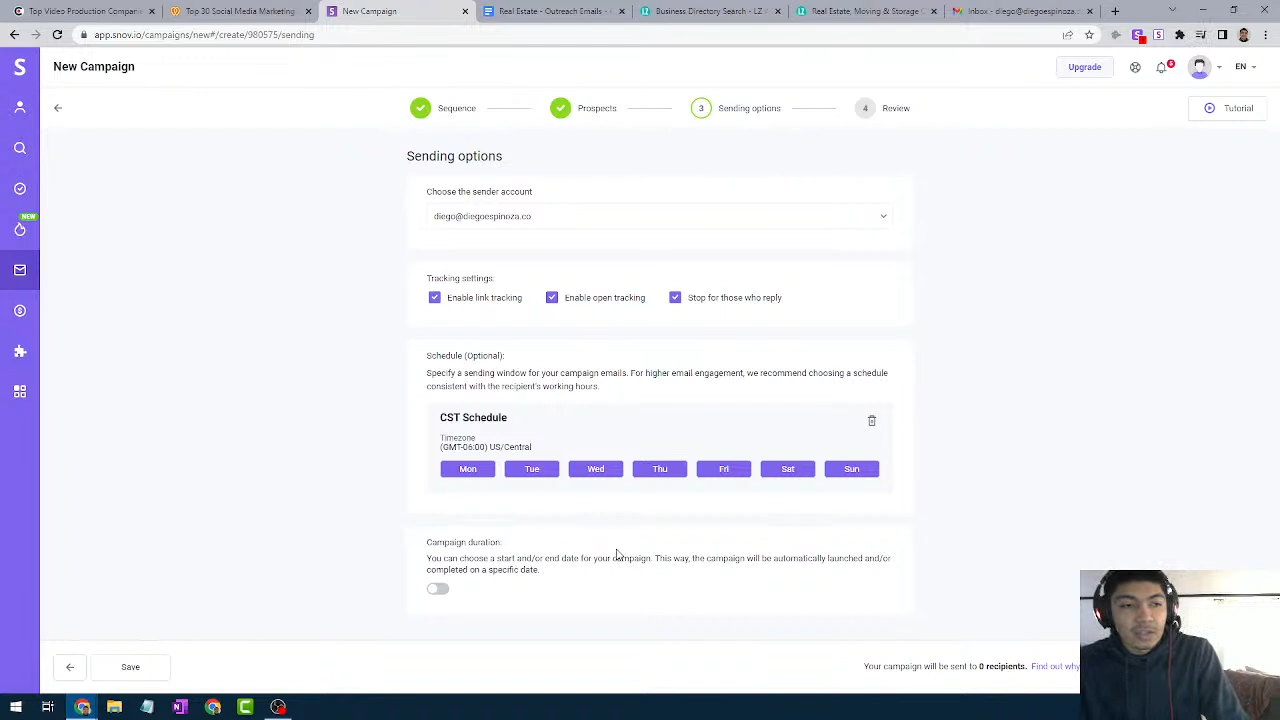 Top Video Production Compan
Top 30 Social Media Marketing
New Campaign
Real Estate - Outreach Emails -
Business Directory Search - LZ
Real Estate, Moving & Storage
Inbox - diego@diegoespinoza.c
app.snov.io/campaigns/new#/create/980575/sending
New Campaign
Upgrade
EN
Sequence
Prospects
3 Sending options
4 Review
Tutorial
NEW
Sending options
Choose the sender account
diego@diegoespinoza.co
Tracking settings:
Enable link tracking
Enable open tracking
Stop for those who reply
Schedule (Optional):
Specify a sending window for your campaign emails. For higher email engagement, we recommend choosing a schedule
consistent with the recipient's working hours.
CST Schedule
Timezone
(GMT-06:00) US/Central
Mon Tue Wed Thu Fri Sat Sun
Campaign duration:
You can choose a start and/or end date for your campaign. This way, the campaign will be automatically launched and/or
completed on a specific date.
Save
Your campaign will be sent to 0 recipients. Find out why